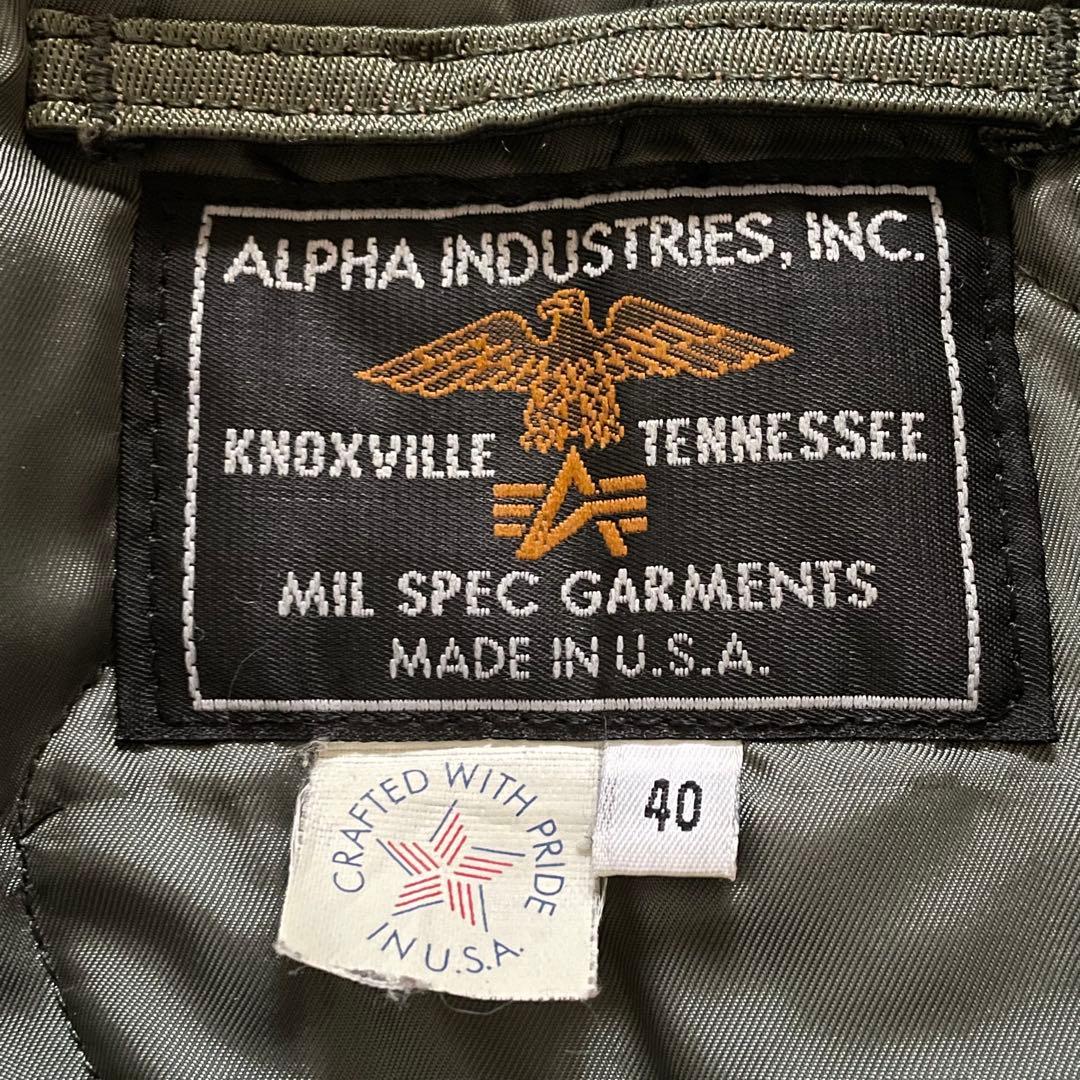 ALPHA INDUSTRIES, INC.
KNOXVILLE TENNESSEE
MIL SPEC GARMENTS
MADE IN U.S.A.
CRAFTED WITH PRIDE
IN U.S.A.
40